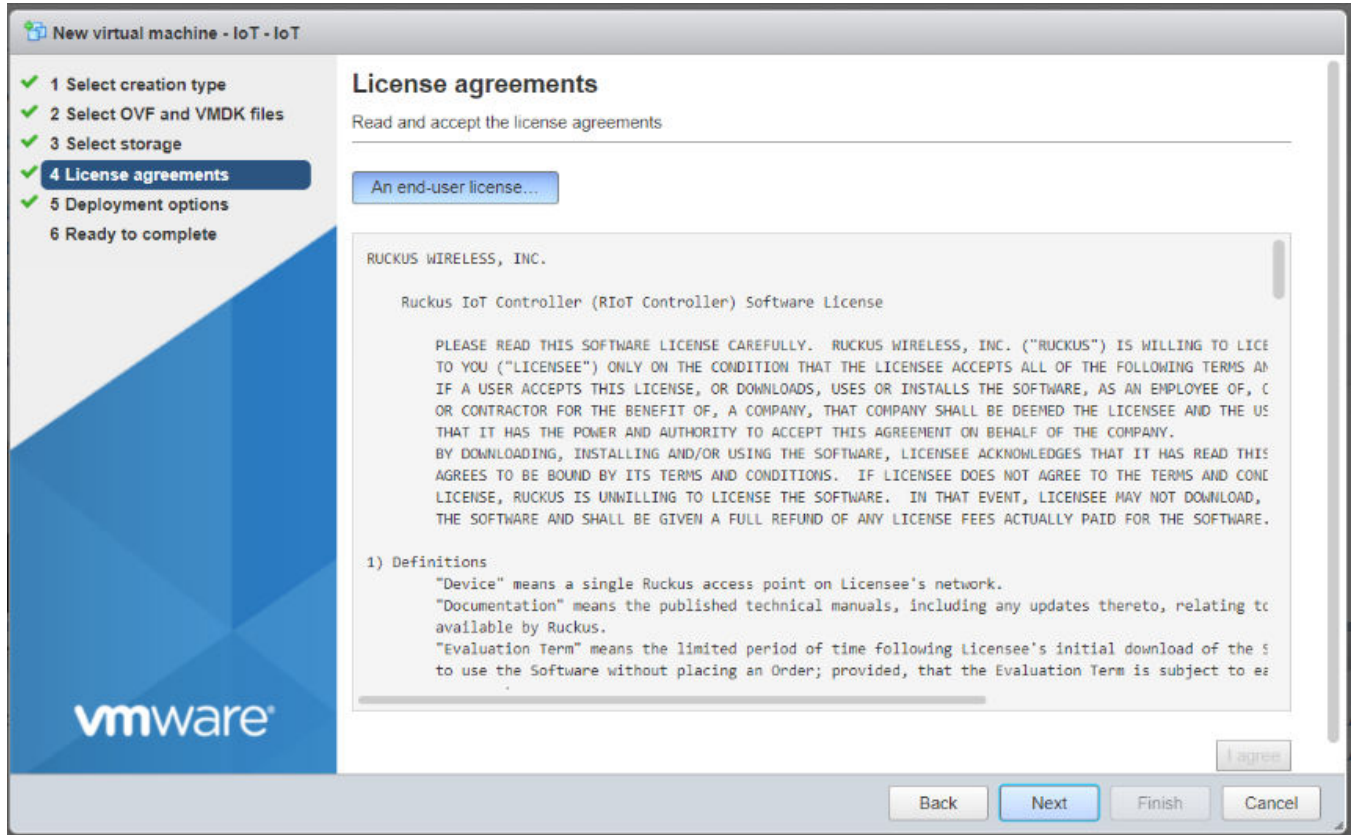 New virtual machine - IoT - IoT
1 Select creation type
2 Select OVF and VMDK files
3 Select storage
4 License agreements
5 Deployment options
6 Ready to complete
vmware®
License agreements
Read and accept the license agreements
An end-user license...
RUCKUS WIRELESS, INC.
Ruckus IoT Controller (RIoT Controller) Software License
PLEASE READ THIS SOFTWARE LICENSE CAREFULLY. RUCKUS WIRELESS, INC. ("RUCKUS") IS WILLING TO LICE
TO YOU ("LICENSEE") ONLY ON THE CONDITION THAT THE LICENSEE ACCEPTS ALL OF THE FOLLOWING TERMS AN
IF A USER ACCEPTS THIS LICENSE, OR DOWNLOADS, USES OR INSTALLS THE SOFTWARE, AS AN EMPLOYEE OF,
OR CONTRACTOR FOR THE BENEFIT OF, A COMPANY, THAT COMPANY SHALL BE DEEMED THE LICENSEE AND THE US
THAT IT HAS THE POWER AND AUTHORITY TO ACCEPT THIS AGREEMENT ON BEHALF OF THE COMPANY.
BY DOWNLOADING, INSTALLING AND/OR USING THE SOFTWARE, LICENSEE ACKNOWLEDGES THAT IT HAS READ THIS
AGREES TO BE BOUND BY ITS TERMS AND CONDITIONS. IF LICENSEE DOES NOT AGREE TO THE TERMS AND COND
LICENSE, RUCKUS IS UNWILLING TO LICENSE THE SOFTWARE. IN THAT EVENT, LICENSEE MAY NOT DOWNLOAD,
THE SOFTWARE AND SHALL BE GIVEN A FULL REFUND OF ANY LICENSE FEES ACTUALLY PAID FOR THE SOFTWARE.
1) Definitions
"Device" means a single Ruckus access point on Licensee's network.
"Documentation" means the published technical manuals, including any updates thereto, relating to
available by Ruckus.
"Evaluation Term" means the limited period of time following Licensee's initial download of the S
to use the Software without placing an Order; provided, that the Evaluation Term is subject to ea
I agree
Back
Next
Finish
Cancel